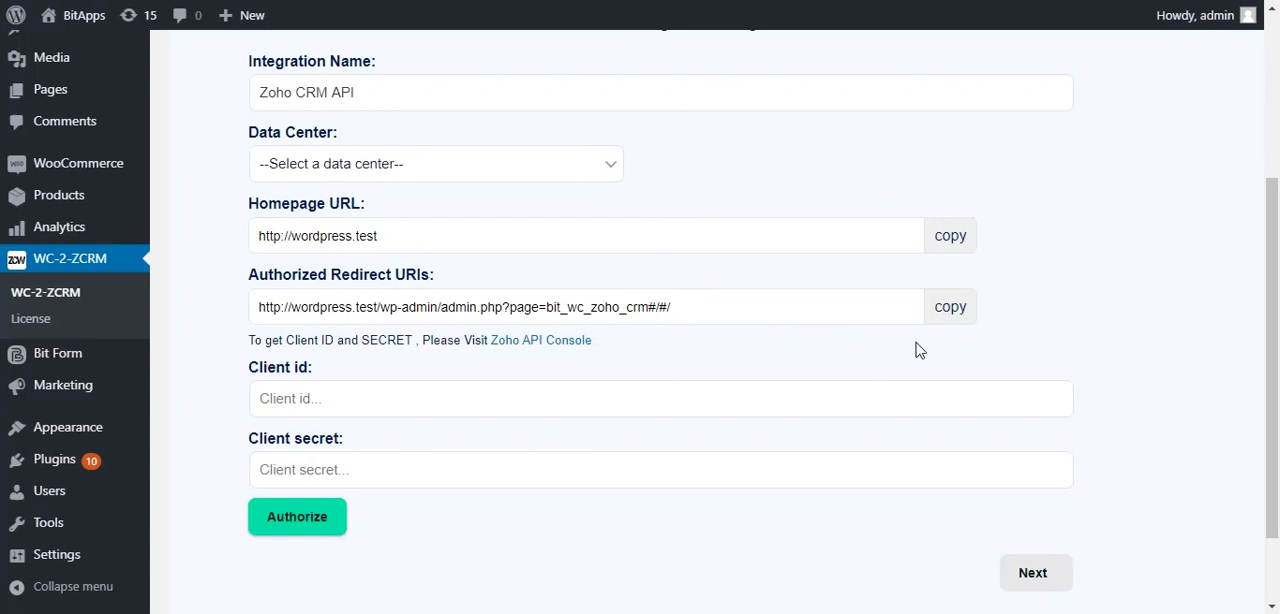 BitApps
15
0
New
Howdy, admin
Media
Pages
Comments
WooCommerce
Products
Analytics
WC-2-ZCRM
WC-2-ZCRM
License
Bit Form
Marketing
Appearance
Plugins 10
Users
Tools
Settings
Collapse menu
Integration Name:
Zoho CRM API
Data Center:
--Select a data center--
Homepage URL:
http://wordpress.test
copy
Authorized Redirect URIs:
http://wordpress.test/wp-admin/admin.php?page=bit_wc_zoho_crm#/#/
copy
To get Client ID and SECRET , Please Visit Zoho API Console
Client id:
Client id...
Client secret:
Client secret...
Authorize
Next